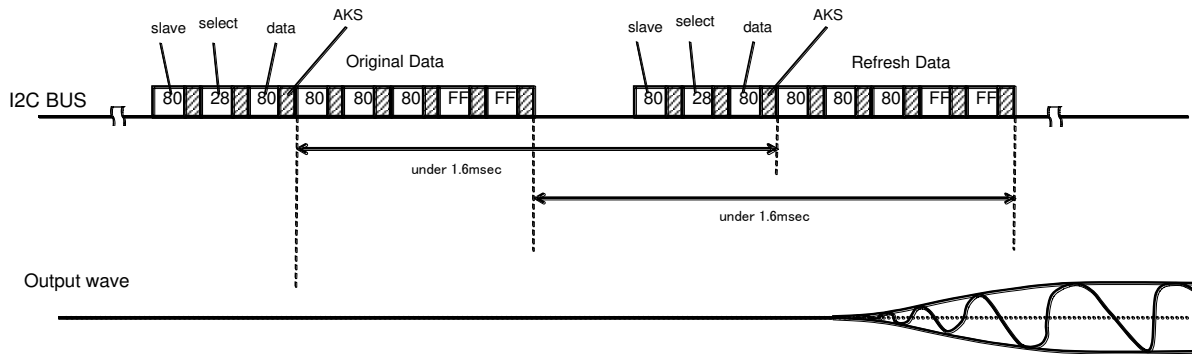 slave select data AKS
Original Data
slave select data AKS
Refresh Data
I2C BUS
80 28 80 80 80 80 FF FF
80 28 80 80 80 80 FF FF
under 1.6msec
under 1.6msec
Output wave